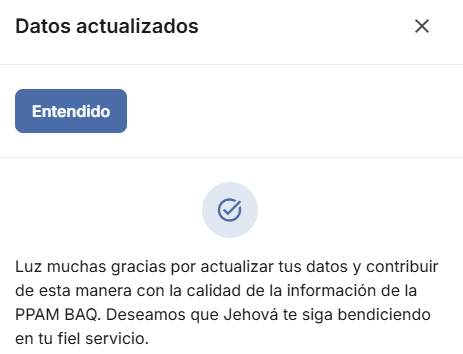 Datos actualizados
Entendido
Luz muchas gracias por actualizar tus datos y contribuir
de esta manera con la calidad de la información de la
PPAM BAQ. Deseamos que Jehová te siga bendiciendo
en tu fiel servicio.